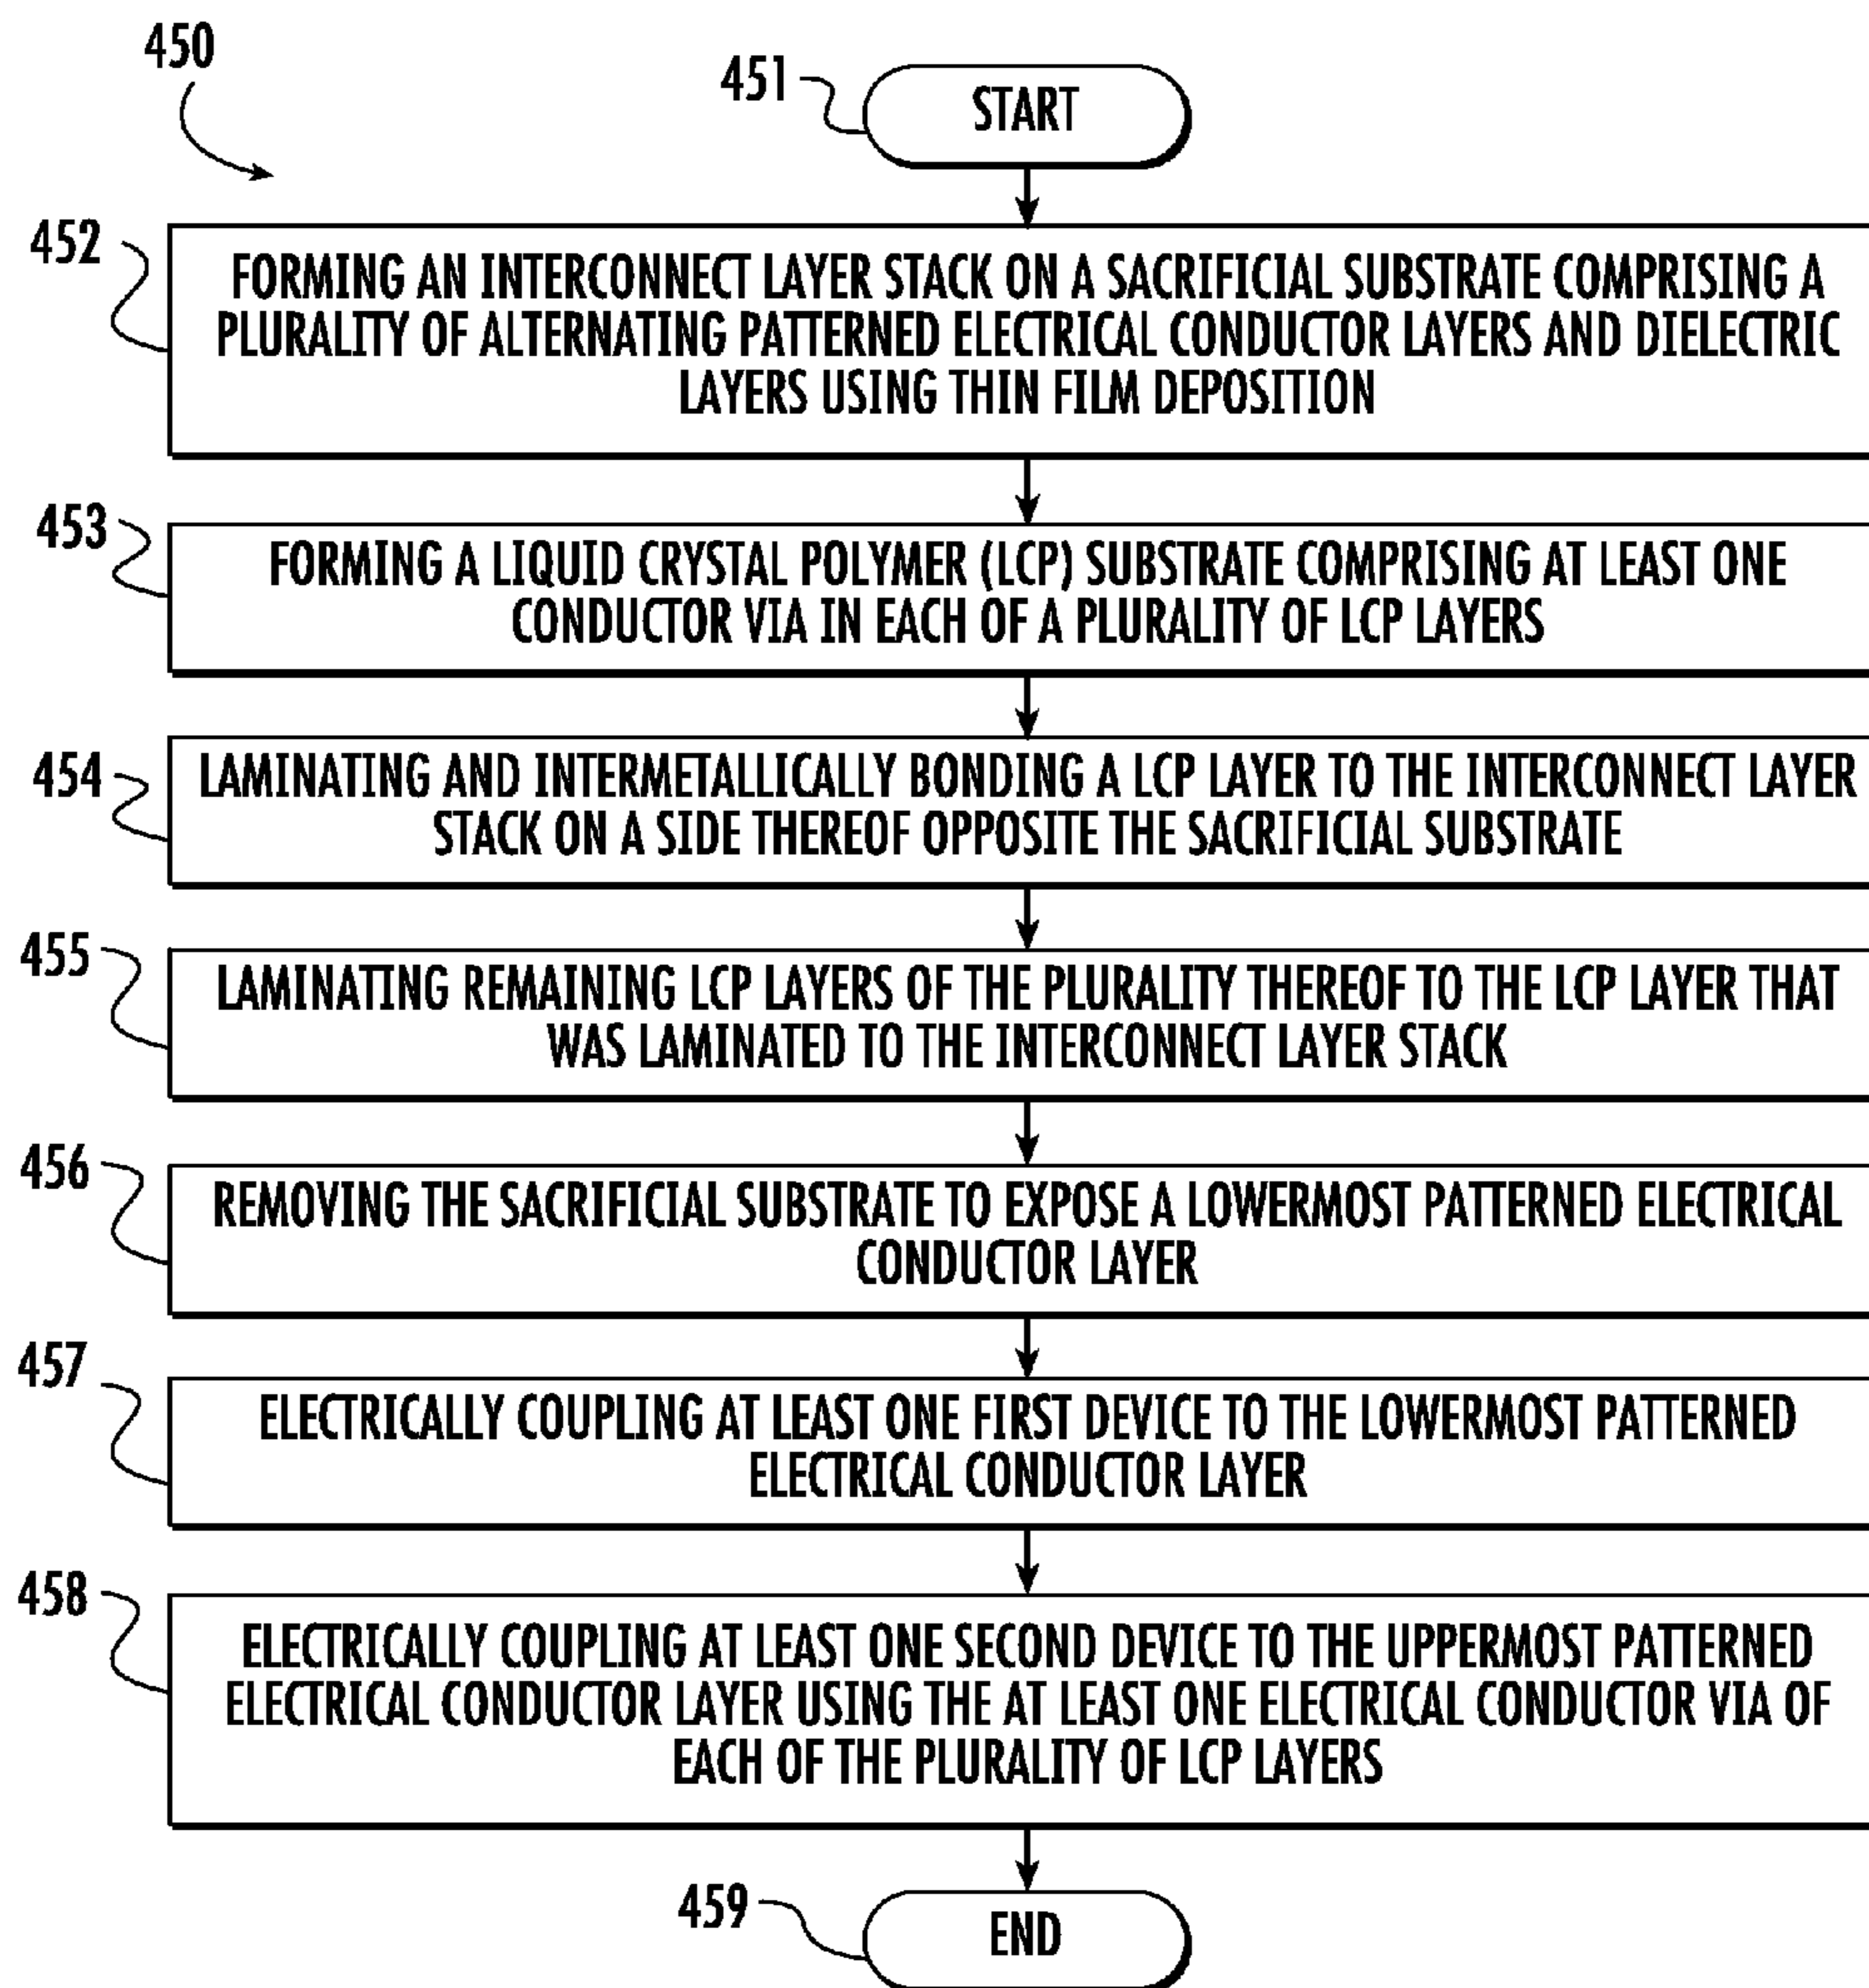 450
451
START
452
FORMING AN INTERCONNECT LAYER STACK ON A SACRIFICIAL SUBSTRATE COMPRISING A
PLURALITY OF ALTERNATING PATTERNED ELECTRICAL CONDUCTOR LAYERS AND DIELECTRIC
LAYERS USING THIN FILM DEPOSITION
453
FORMING A LIQUID CRYSTAL POLYMER (LCP) SUBSTRATE COMPRISING AT LEAST ONE
CONDUCTOR VIA IN EACH OF A PLURALITY OF LCP LAYERS
454
LAMINATING AND INTERMETALLICALLY BONDING A LCP LAYER TO THE INTERCONNECT LAYER
STACK ON A SIDE THEREOF OPPOSITE THE SACRIFICIAL SUBSTRATE
455
LAMINATING REMAINING LCP LAYERS OF THE PLURALITY THEREOF TO THE LCP LAYER THAT
WAS LAMINATED TO THE INTERCONNECT LAYER STACK
456
REMOVING THE SACRIFICIAL SUBSTRATE TO EXPOSE A LOWERMOST PATTERNED ELECTRICAL
CONDUCTOR LAYER
457
ELECTRICALLY COUPLING AT LEAST ONE FIRST DEVICE TO THE LOWERMOST PATTERNED
ELECTRICAL CONDUCTOR LAYER
458
ELECTRICALLY COUPLING AT LEAST ONE SECOND DEVICE TO THE UPPERMOST PATTERNED
ELECTRICAL CONDUCTOR LAYER USING THE AT LEAST ONE ELECTRICAL CONDUCTOR VIA OF
EACH OF THE PLURALITY OF LCP LAYERS
459
END